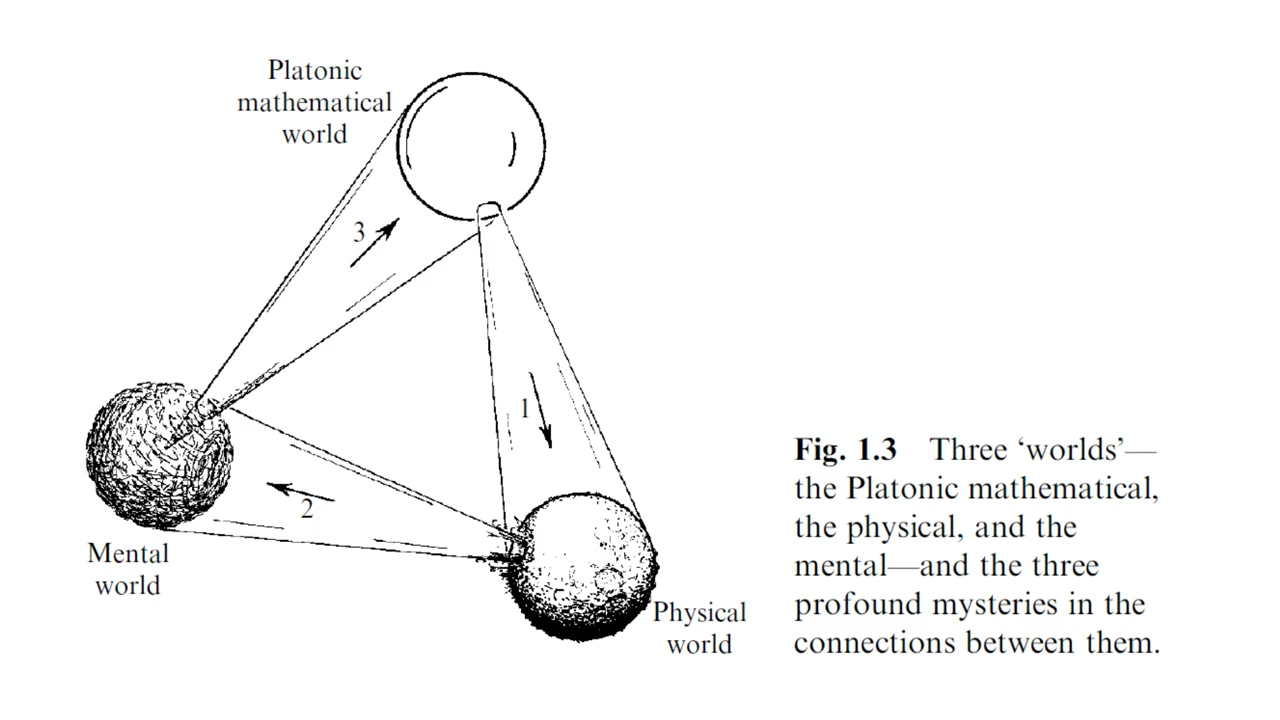 Platonic
mathematical
world
3
1
2
Mental
world
Physical
world
Fig. 1.3 Three ‘worlds’—
the Platonic mathematical,
the physical, and the
mental—and the three
profound mysteries in the
connections between them.